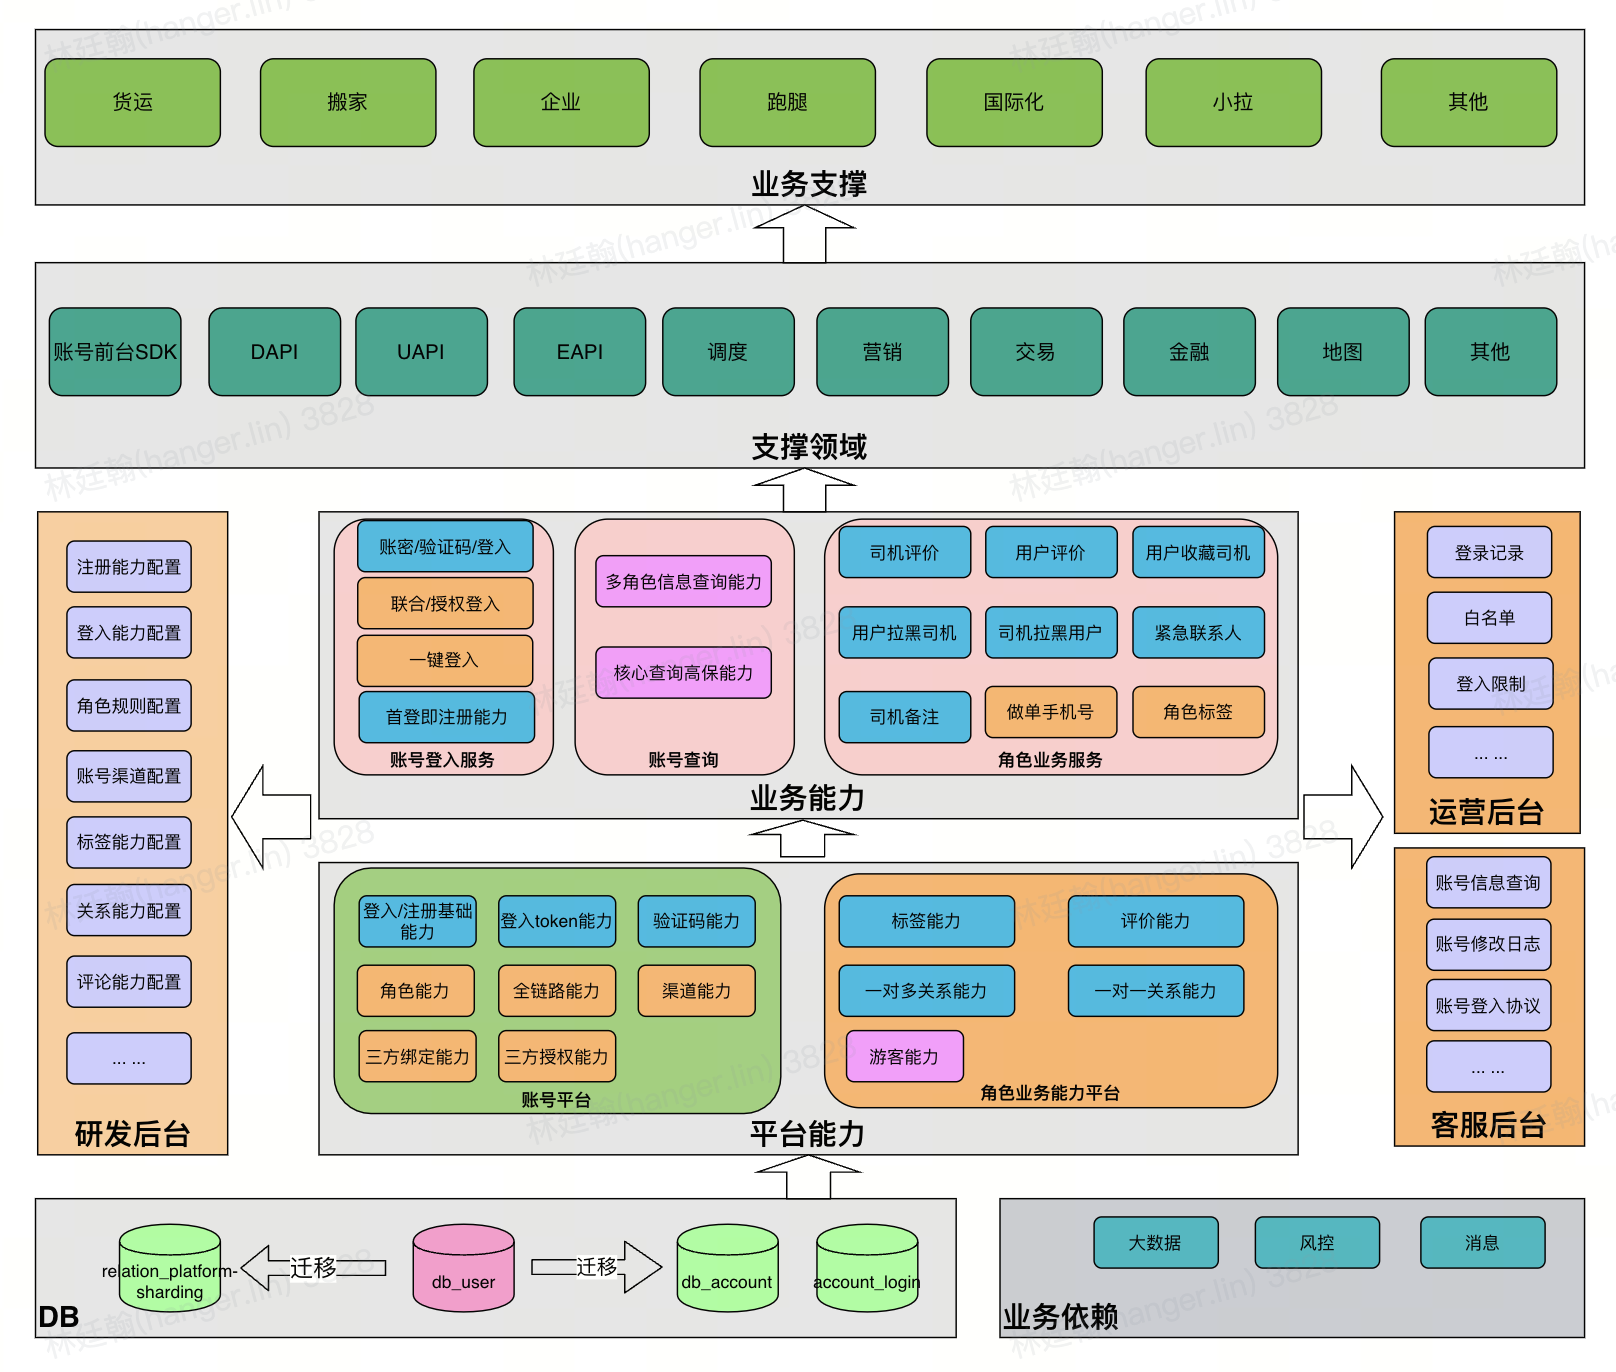 货运
搬家
企业
跑腿
国际化
小拉
其他
业务支撑
账号前台SDK
DAPI
UAPI
EAPI
调度
营销
交易
金融
地图
其他
支撑领域
注册能力配置
登入能力配置
角色规则配置
账号渠道配置
标签能力配置
关系能力配置
评论能力配置
... ...
研发后台
账密/验证码/登入
联合/授权登入
一键登入
首登即注册能力
账号登入服务
多角色信息查询能力
核心查询高保能力
账号查询
司机评价
用户评价
用户收藏司机
用户拉黑司机
司机拉黑用户
紧急联系人
司机备注
做单手机号
角色标签
角色业务服务
业务能力
登录记录
白名单
登入限制
... ...
运营后台
登入/注册基础
能力
登入token能力
验证码能力
角色能力
全链路能力
渠道能力
三方绑定能力
三方授权能力
账号平台
标签能力
评价能力
一对多关系能力
一对一关系能力
游客能力
角色业务能力平台
平台能力
账号信息查询
账号修改日志
账号登入协议
... ...
客服后台
relation_platform-
sharding
迁移
db_user
迁移
db_account
account_login
DB
大数据
风控
消息
业务依赖
林廷翰(hanger.lin) 3828